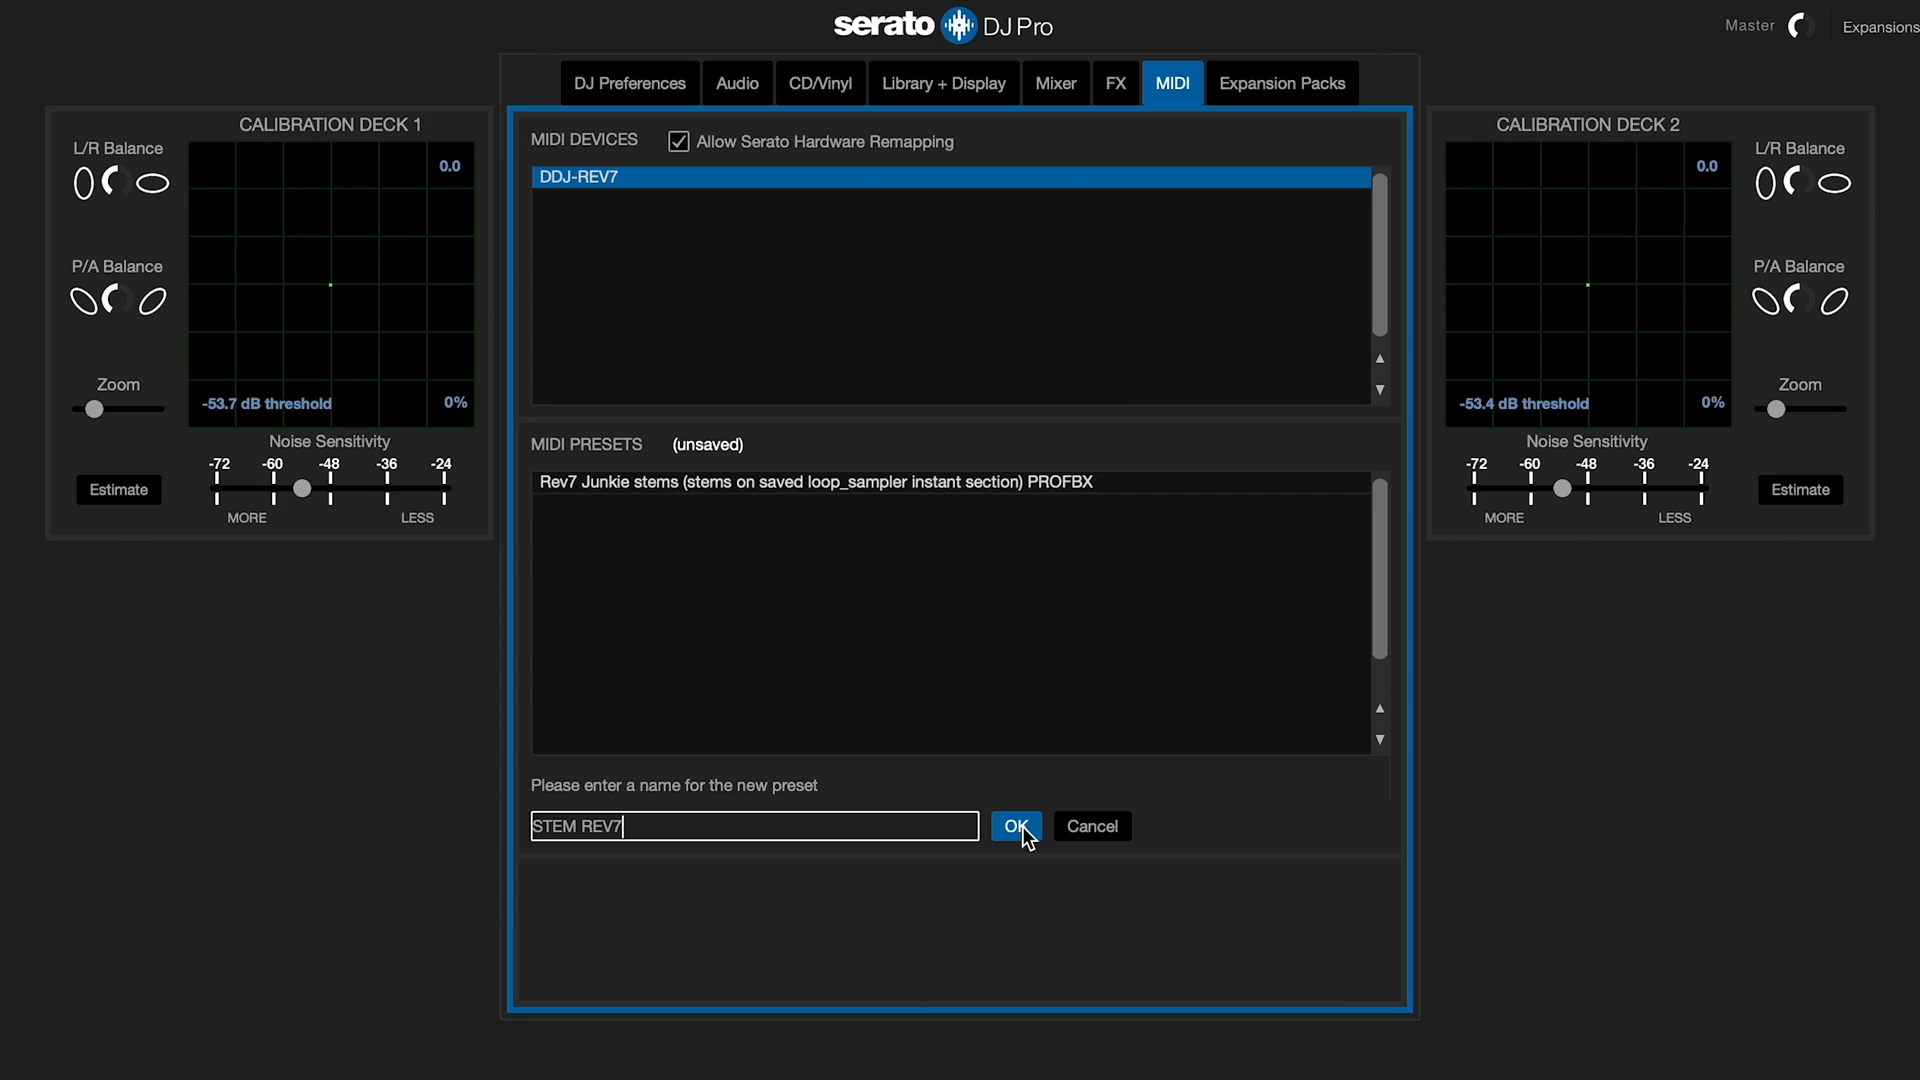 serato DJ Pro
Master
Expansions
DJ Preferences
Audio
CD/Vinyl
Library + Display
Mixer
FX
MIDI
Expansion Packs
CALIBRATION DECK 1
L/R Balance
0.0
P/A Balance
Zoom
-53.7 dB threshold
0%
Noise Sensitivity
-72 -60 -48 -36 -24
Estimate
MORE
LESS
MIDI DEVICES
Allow Serato Hardware Remapping
DDJ-REV7
MIDI PRESETS (unsaved)
Rev7 Junkie stems (stems on saved loop_sampler instant section) PROFBX
Please enter a name for the new preset
STEM REV7
OK
Cancel
CALIBRATION DECK 2
L/R Balance
0.0
P/A Balance
Zoom
-53.4 dB threshold
0%
Noise Sensitivity
-72 -60 -48 -36 -24
Estimate
MORE
LESS